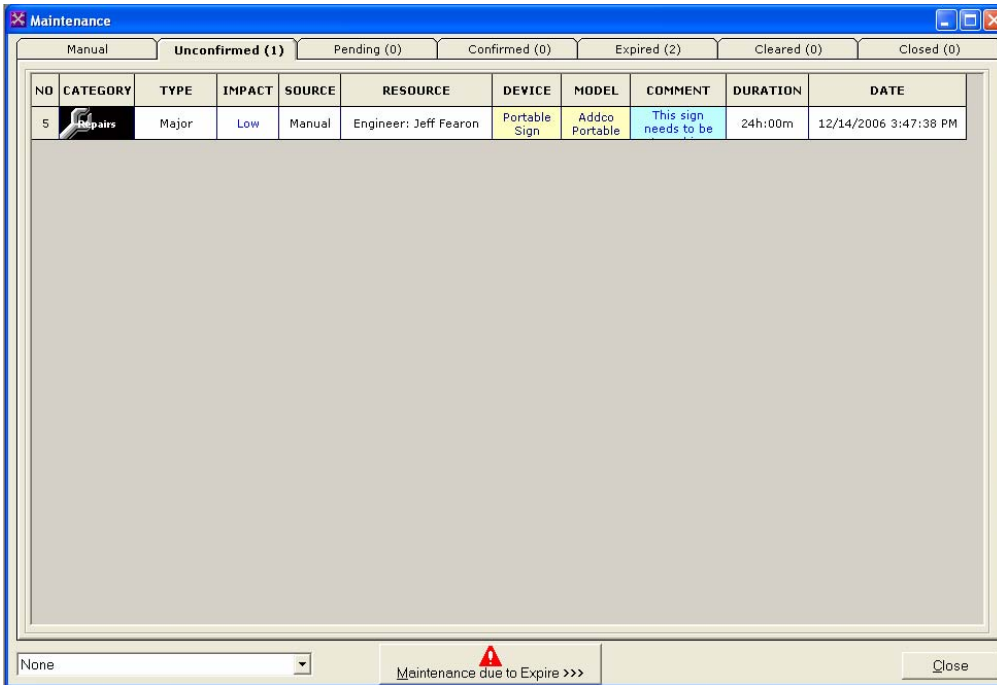 Maintenance
Manual Unconfirmed (1) Pending (0) Confirmed (0) Expired (2) Cleared (0) Closed (0)
NO CATEGORY TYPE IMPACT SOURCE RESOURCE DEVICE MODEL COMMENT DURATION DATE
5 Repairs Major Low Manual Engineer: Jeff Fearon Portable Sign Addco Portable This sign needs to be 24h:00m 12/14/2006 3:47:38 PM
None
Maintenance due to Expire >>>
Close